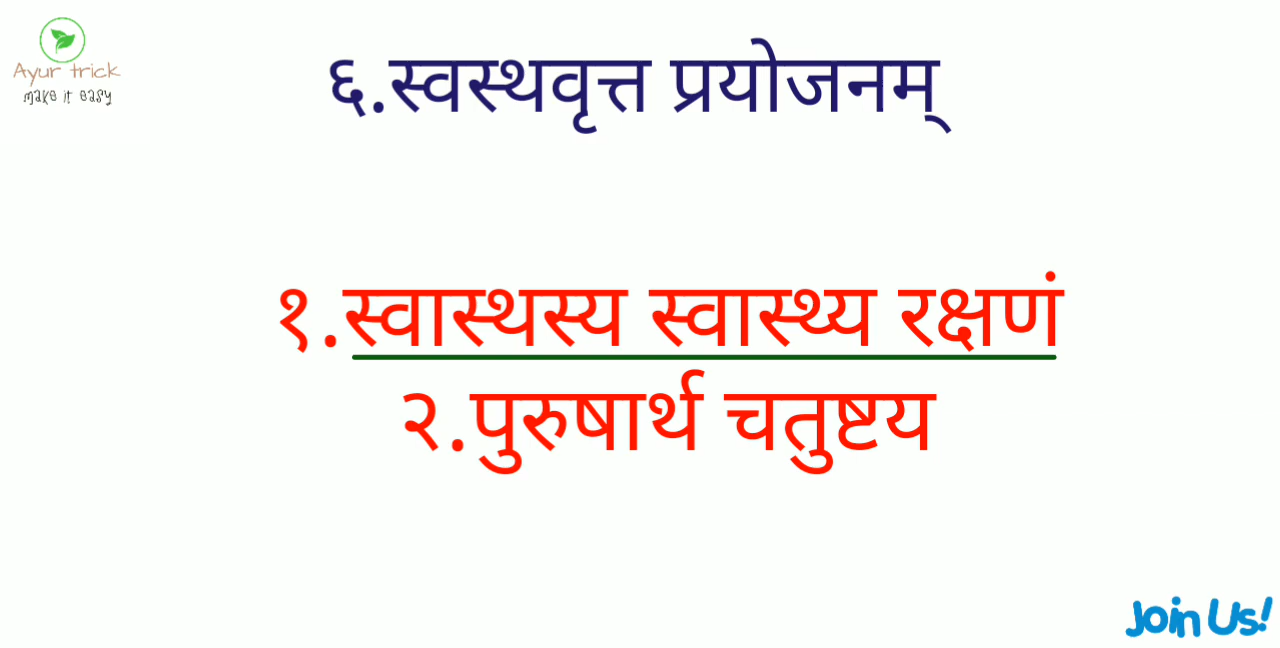 Ayur trick
make it easy
६.स्वस्थवृत्त प्रयोजनम्
१.स्वास्थस्य स्वास्थ्य रक्षणं
२.पुरुषार्थ चतुष्टय
Join Us!